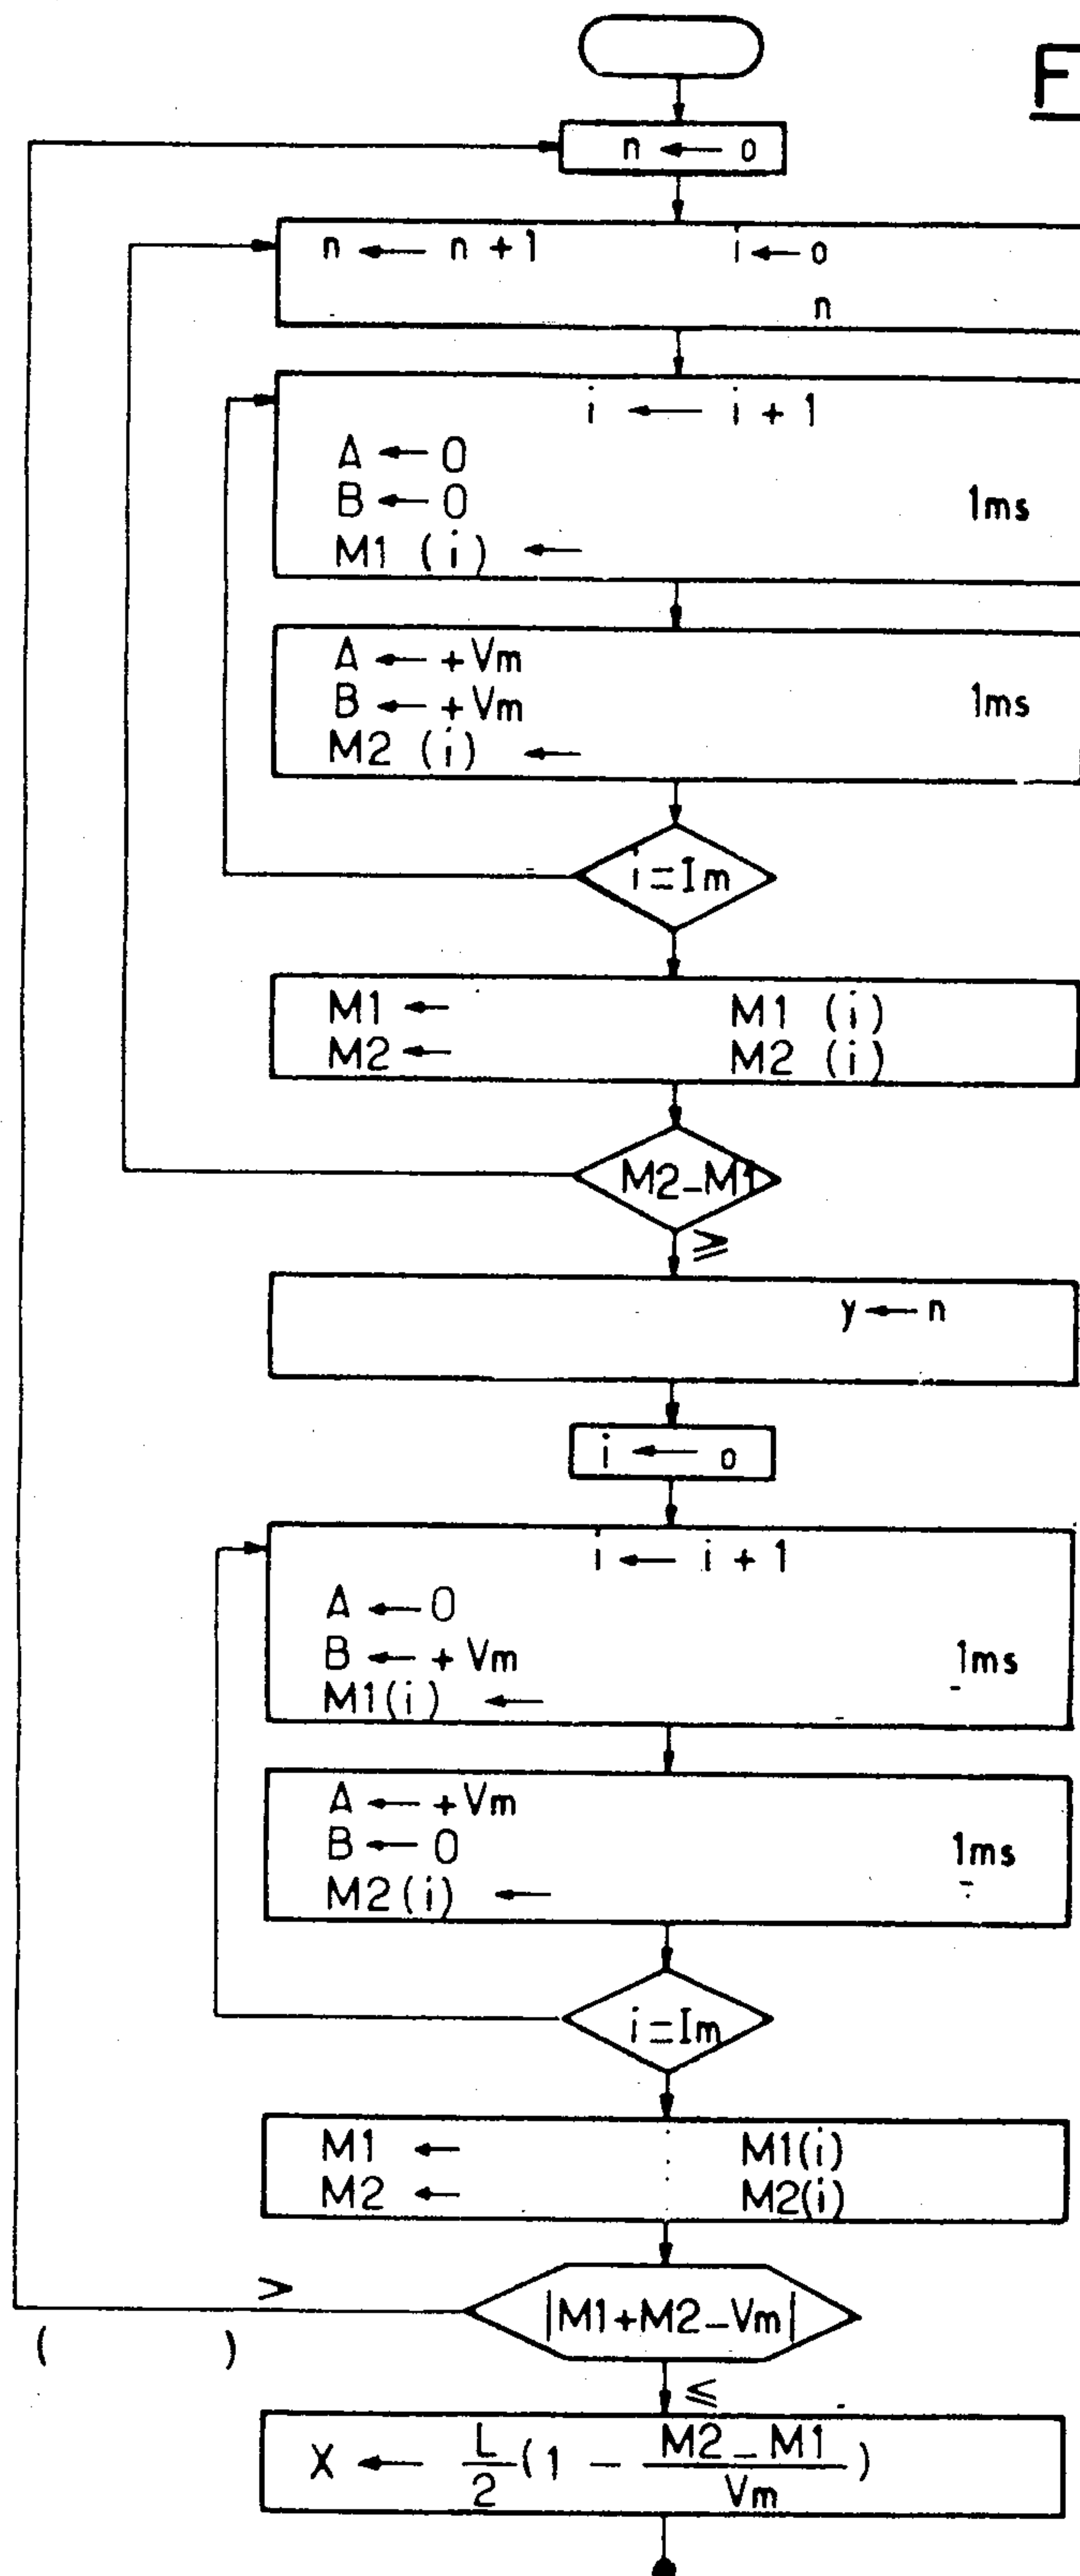 F
n ← o
n ← n + 1 i ← o
n
i ← i + 1
A ← 0
B ← 0 1ms
M1 (i) ←
A ← +Vm
B ← +Vm 1ms
M2 (i) ←
i = Im
M1 ← M1 (i)
M2 ← M2 (i)
M2 - M1
≥
y ← n
i ← o
i ← i + 1
A ← 0
B ← + Vm 1ms
M1(i) ←
A ← +Vm
B ← 0 1ms
M2(i) ←
i = Im
M1 ← M1(i)
M2 ← M2(i)
>
|M1+M2-Vm|
( )
≤
X ← L/2 (1 - M2 - M1 / Vm)